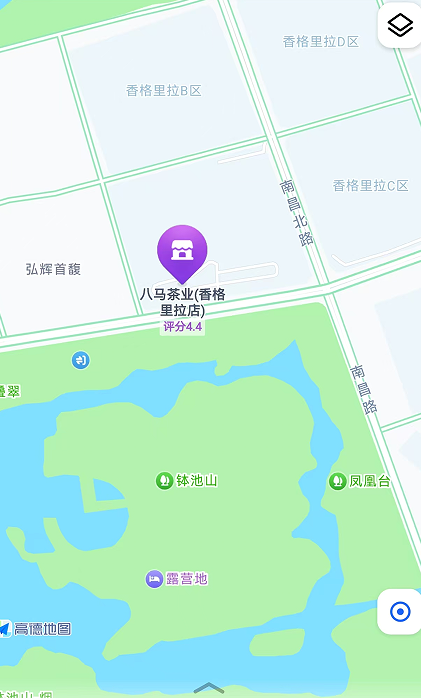 香格里拉D区
香格里拉B区
香格里拉C区
南昌北路
弘辉首馥
八马茶业(香格
里拉店)
评分4.4
南昌路
叠翠
钵池山
凤凰台
露营地
高德地图